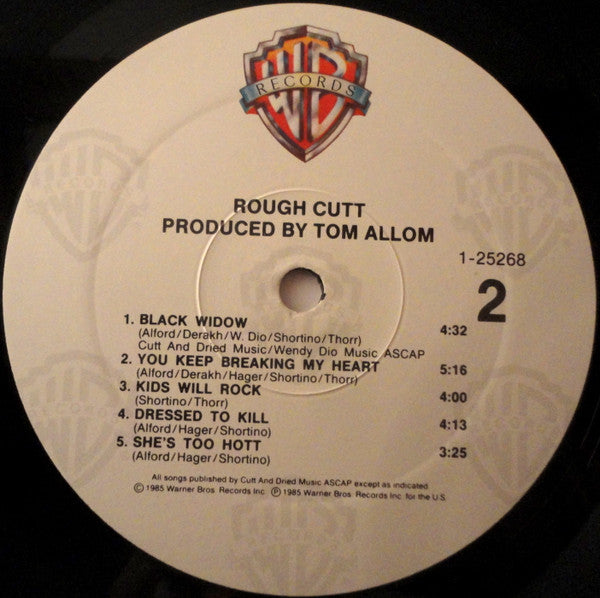 WB
RECORDS
ROUGH CUTT
PRODUCED BY TOM ALLOM
1-25268
2
1. BLACK WIDOW
(Alford/Derakh/W. Dio/Shortino/Thorr) 4:32
Cutt And Dried Music/Wendy Dio Music ASCAP
2. YOU KEEP BREAKING MY HEART 5:16
(Alford/Derakh/Hager/Shortino/Thorr)
3. KIDS WILL ROCK 4:00
(Shortino/Thorr)
4. DRESSED TO KILL 4:13
(Alford/Hager/Shortino)
5. SHE'S TOO HOTT 3:25
(Alford/Hager/Shortino)
All songs published by Cutt And Dried Music ASCAP except as indicated.
© 1985 Warner Bros. Records Inc. ℗ 1985 Warner Bros. Records Inc. for the U.S.